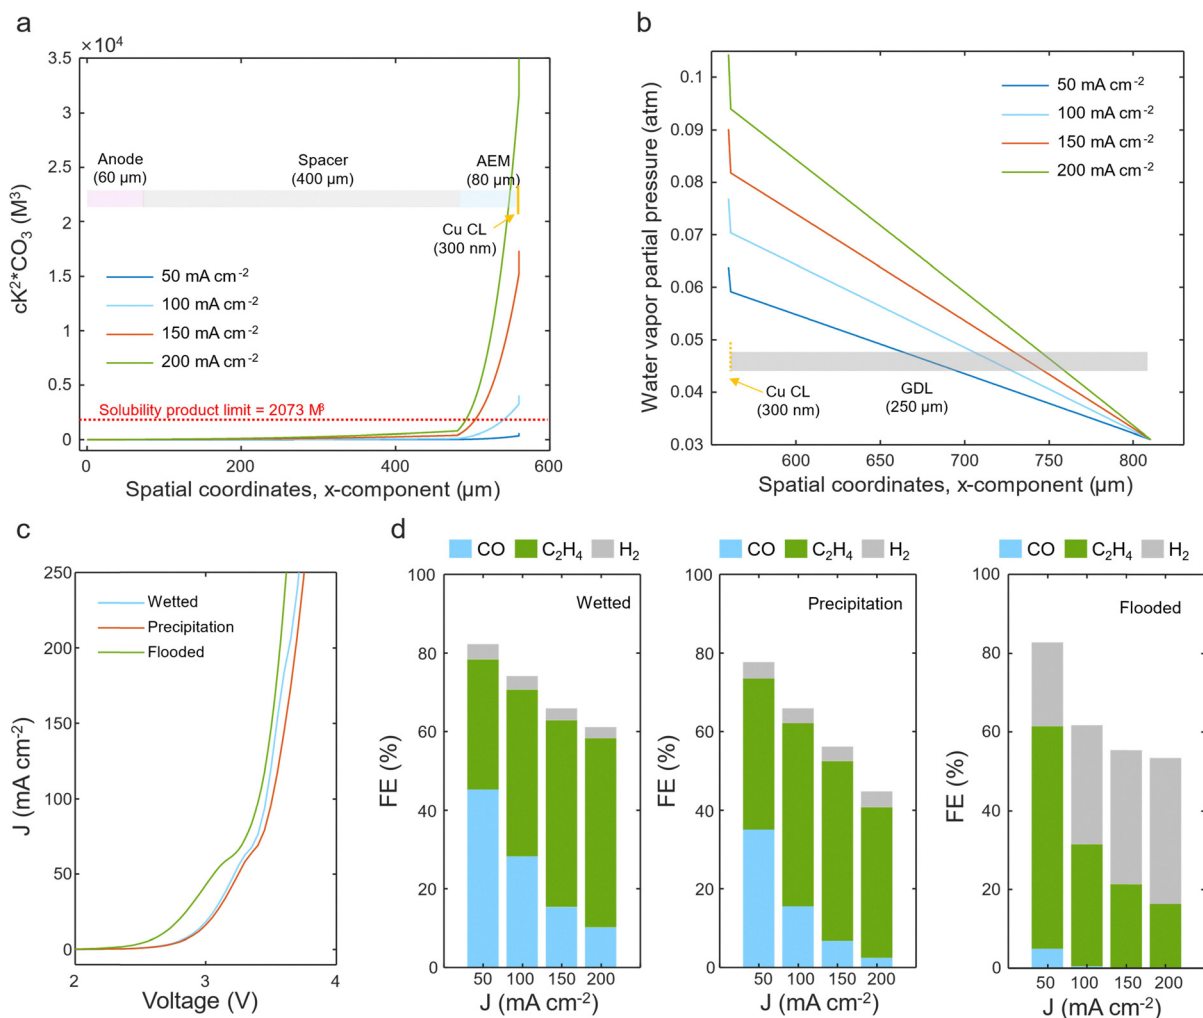 a
×10⁴
3.5
3
2.5
2
1.5
1
0.5
0
cK²*CO₃ (M³)
Anode
(60 µm)
Spacer
(400 µm)
AEM
(80 µm)
Cu CL
(300 nm)
50 mA cm⁻²
100 mA cm⁻²
150 mA cm⁻²
200 mA cm⁻²
Solubility product limit = 2073 M³
0 200 400 600
Spatial coordinates, x-component (µm)
b
0.1
0.09
0.08
0.07
0.06
0.05
0.04
0.03
Water vapor partial pressure (atm)
50 mA cm⁻²
100 mA cm⁻²
150 mA cm⁻²
200 mA cm⁻²
Cu CL
(300 nm)
GDL
(250 µm)
600 650 700 750 800
Spatial coordinates, x-component (µm)
c
250
200
150
100
50
0
J (mA cm⁻²)
Wetted
Precipitation
Flooded
2 3 4
Voltage (V)
d
CO C₂H₄ H₂
100
80
60
40
20
0
FE (%)
Wetted
50 100 150 200
J (mA cm⁻²)
CO C₂H₄ H₂
100
80
60
40
20
0
FE (%)
Precipitation
50 100 150 200
J (mA cm⁻²)
CO C₂H₄ H₂
100
80
60
40
20
0
FE (%)
Flooded
50 100 150 200
J (mA cm⁻²)